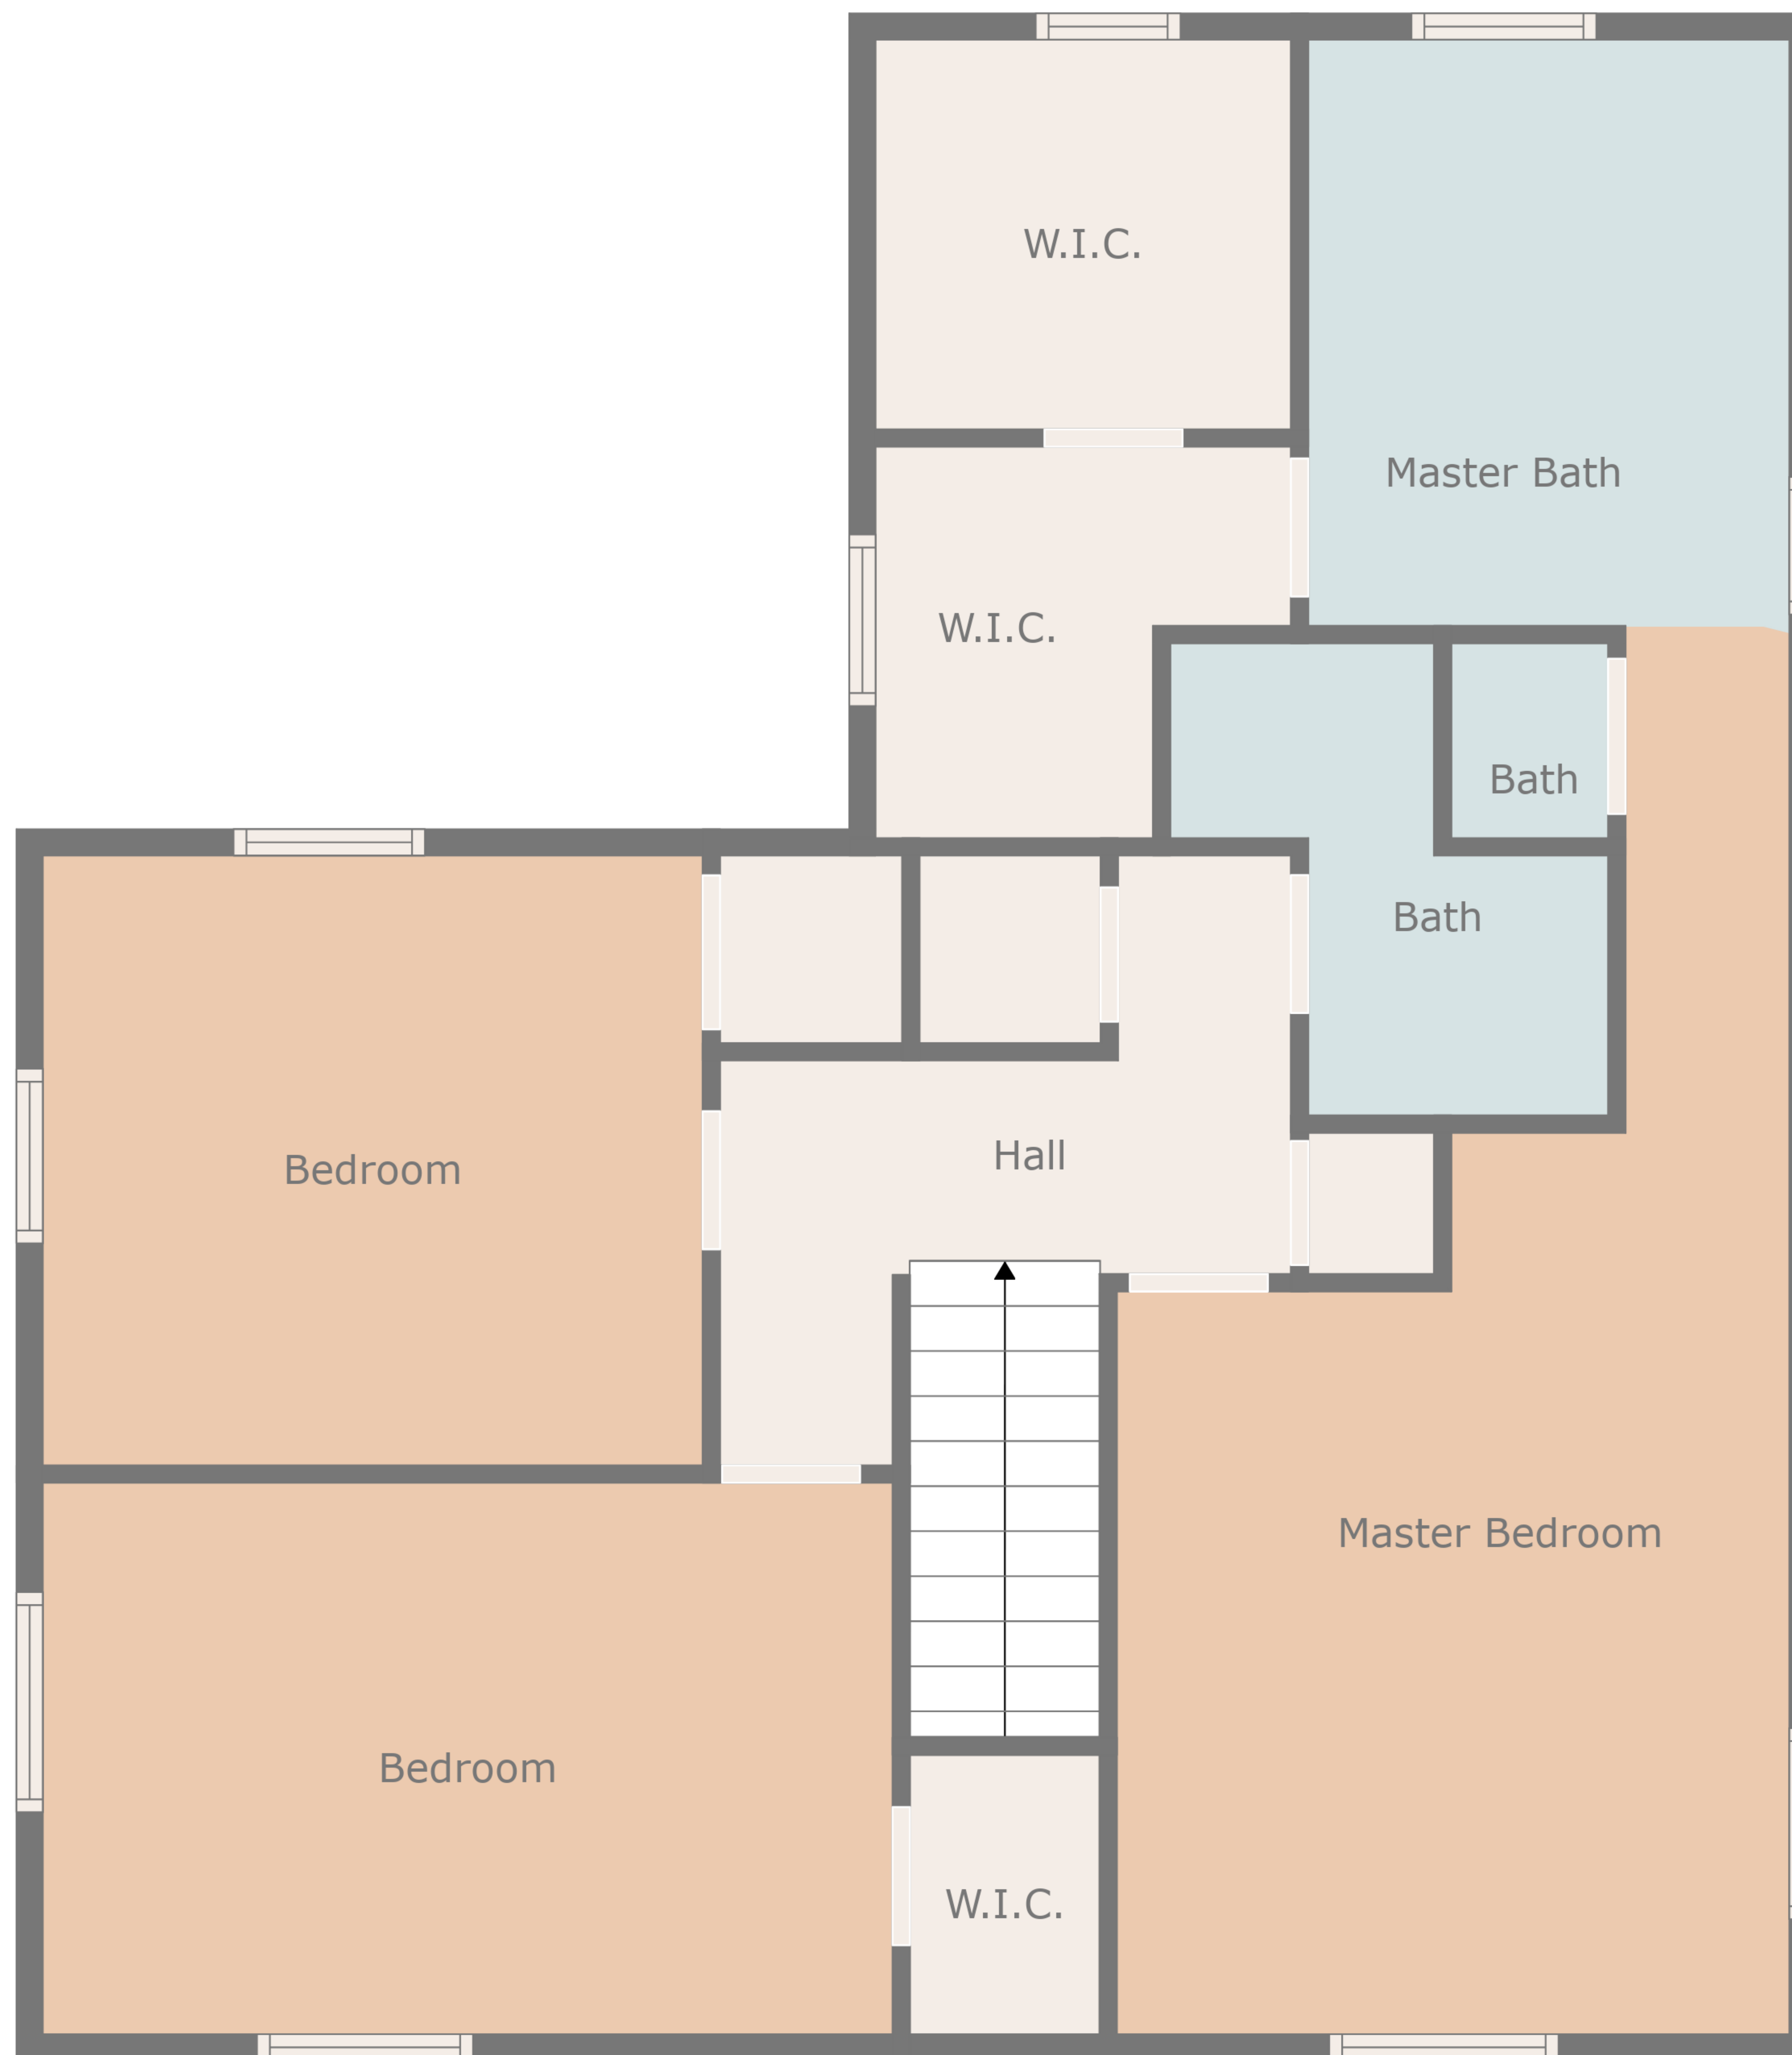 W.I.C.
Master Bath
W.I.C.
Bath
Bath
Hall
Bedroom
Master Bedroom
Bedroom
W.I.C.